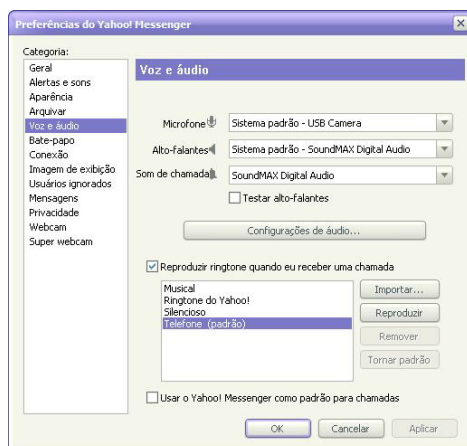 Preferências do Yahoo! Messenger
Categoria:
Geral
Alertas e sons
Aparência
Arquivar
Voz e áudio
Bate-papo
Conexão
Imagem de exibição
Usuários ignorados
Mensagens
Privacidade
Webcam
Super webcam
Voz e áudio
Microfone
Sistema padrão - USB Camera
Alto-falantes
Sistema padrão - SoundMAX Digital Audio
Som de chamada
SoundMAX Digital Audio
Testar alto-falantes
Configurações de áudio...
Reproduzir ringtone quando eu receber uma chamada
Musical
Ringtone do Yahoo!
Silencioso
Telefone (padrão)
Importar...
Reproduzir
Remover
Tornar padrão
Usar o Yahoo! Messenger como padrão para chamadas
OK
Cancelar
Aplicar